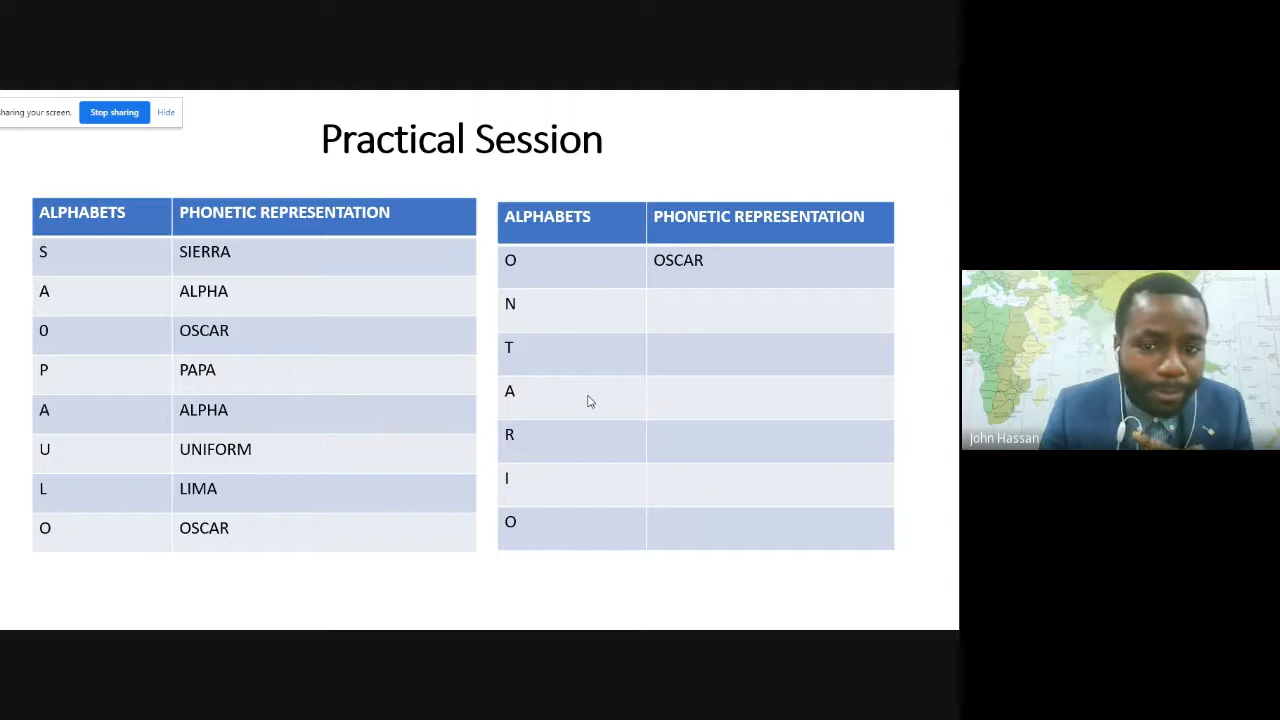 haring your screen. Stop sharing Hide
Practical Session
ALPHABETS PHONETIC REPRESENTATION
S SIERRA
A ALPHA
0 OSCAR
P PAPA
A ALPHA
U UNIFORM
L LIMA
O OSCAR
ALPHABETS PHONETIC REPRESENTATION
O OSCAR
N
T
A
R
I
O
John Hassan